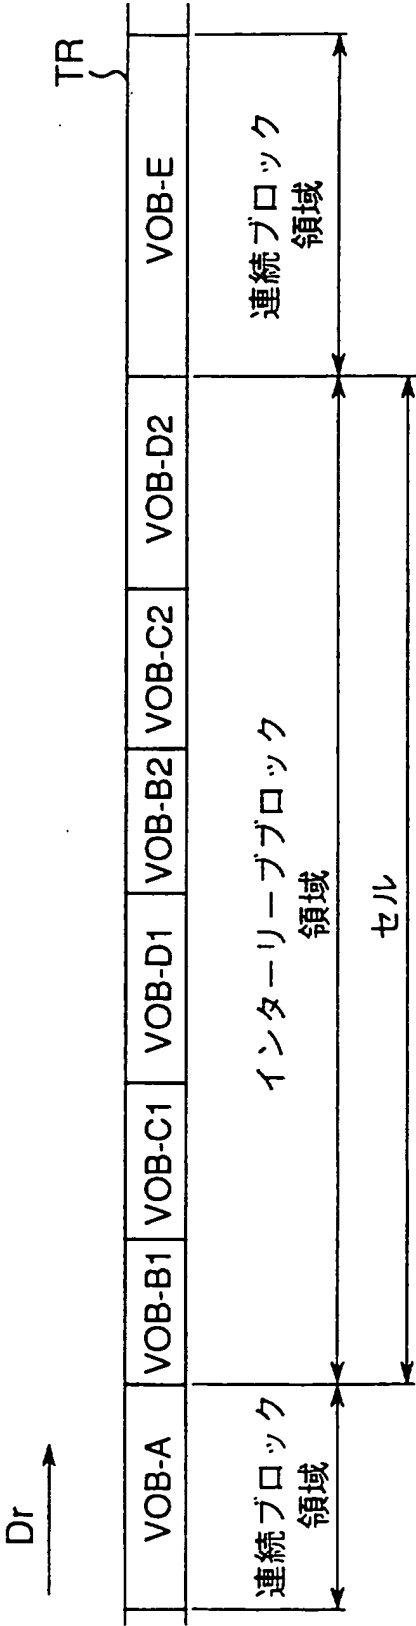 Dr
TR
VOB-A
VOB-B1
VOB-C1
VOB-D1
VOB-B2
VOB-C2
VOB-D2
VOB-E
連続ブロック
領域
インターリーブブロック
領域
連続ブロック
領域
セル